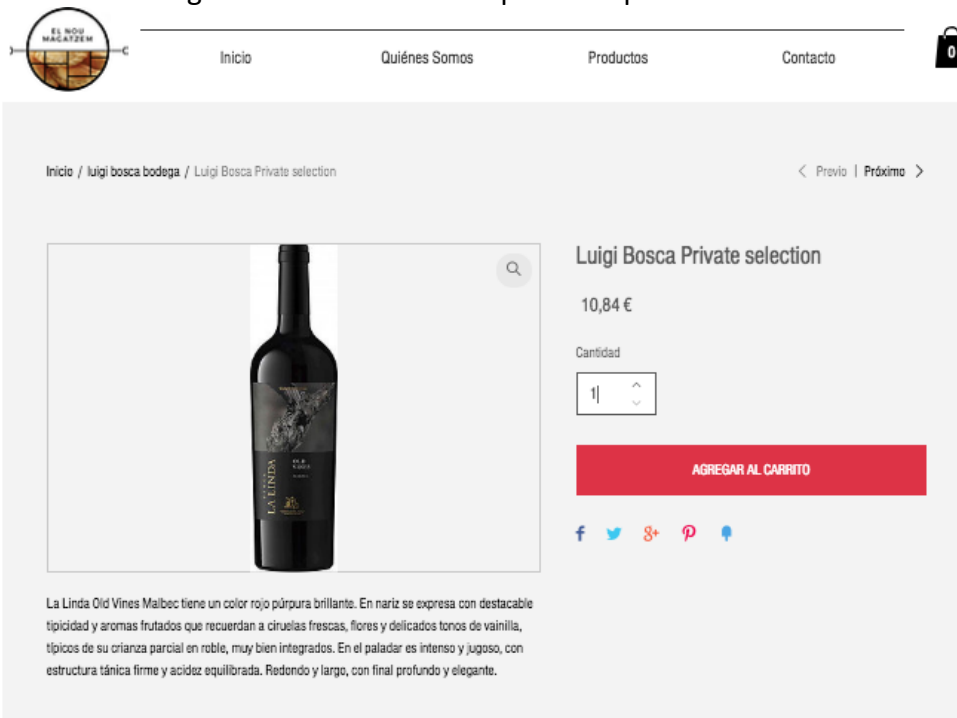 EL NOU
MAGATZEM
Inicio
Quiénes Somos
Productos
Contacto
0
Inicio / luigi bosca bodega / Luigi Bosca Private selection
< Previo | Próximo >
Luigi Bosca Private selection
10,84 €
Cantidad
1
AGREGAR AL CARRITO
LA LINDA
OLD
VINES
La Linda Old Vines Malbec tiene un color rojo púrpura brillante. En nariz se expresa con destacable
tipicidad y aromas frutados que recuerdan a ciruelas frescas, flores y delicados tonos de vainilla,
típicos de su crianza parcial en roble, muy bien integrados. En el paladar es intenso y jugoso, con
estructura tánica firme y acidez equilibrada. Redondo y largo, con final profundo y elegante.